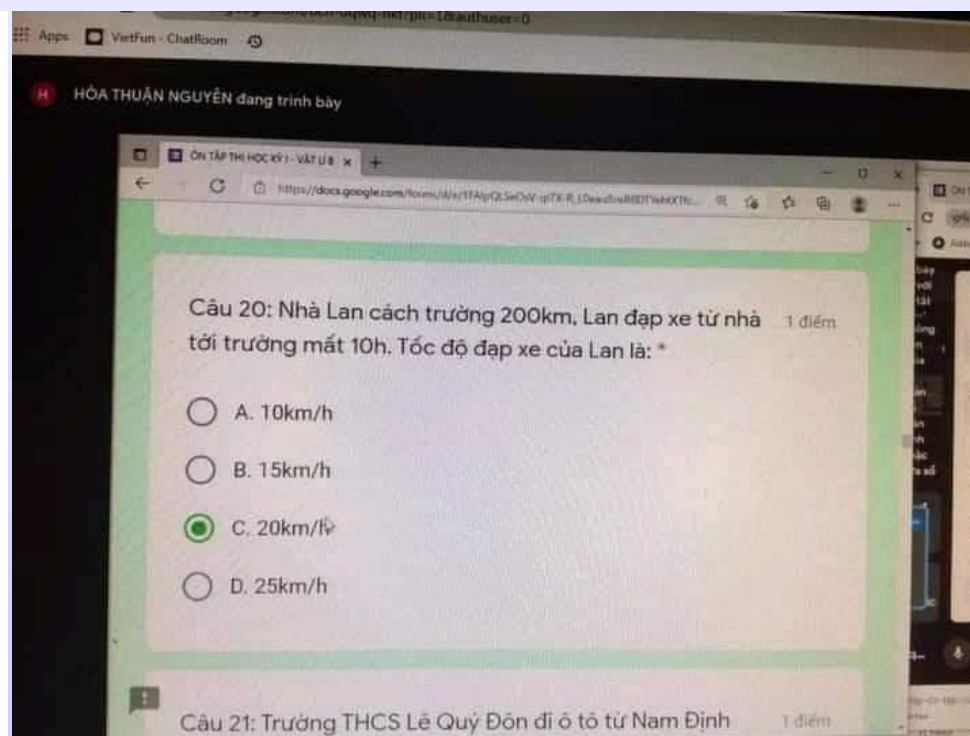 Apps VietFun - ChatRoom
H HÒA THUẬN NGUYÊN đang trình bày
ÔN TẬP THI HỌC KỲ I - VẬT LÍ 8
Câu 20: Nhà Lan cách trường 200km, Lan đạp xe từ nhà 1 điểm
tới trường mất 10h. Tốc độ đạp xe của Lan là: *
A. 10km/h
B. 15km/h
C. 20km/h
D. 25km/h
Câu 21: Trường THCS Lê Quý Đôn đi ô tô từ Nam Định 1 điểm